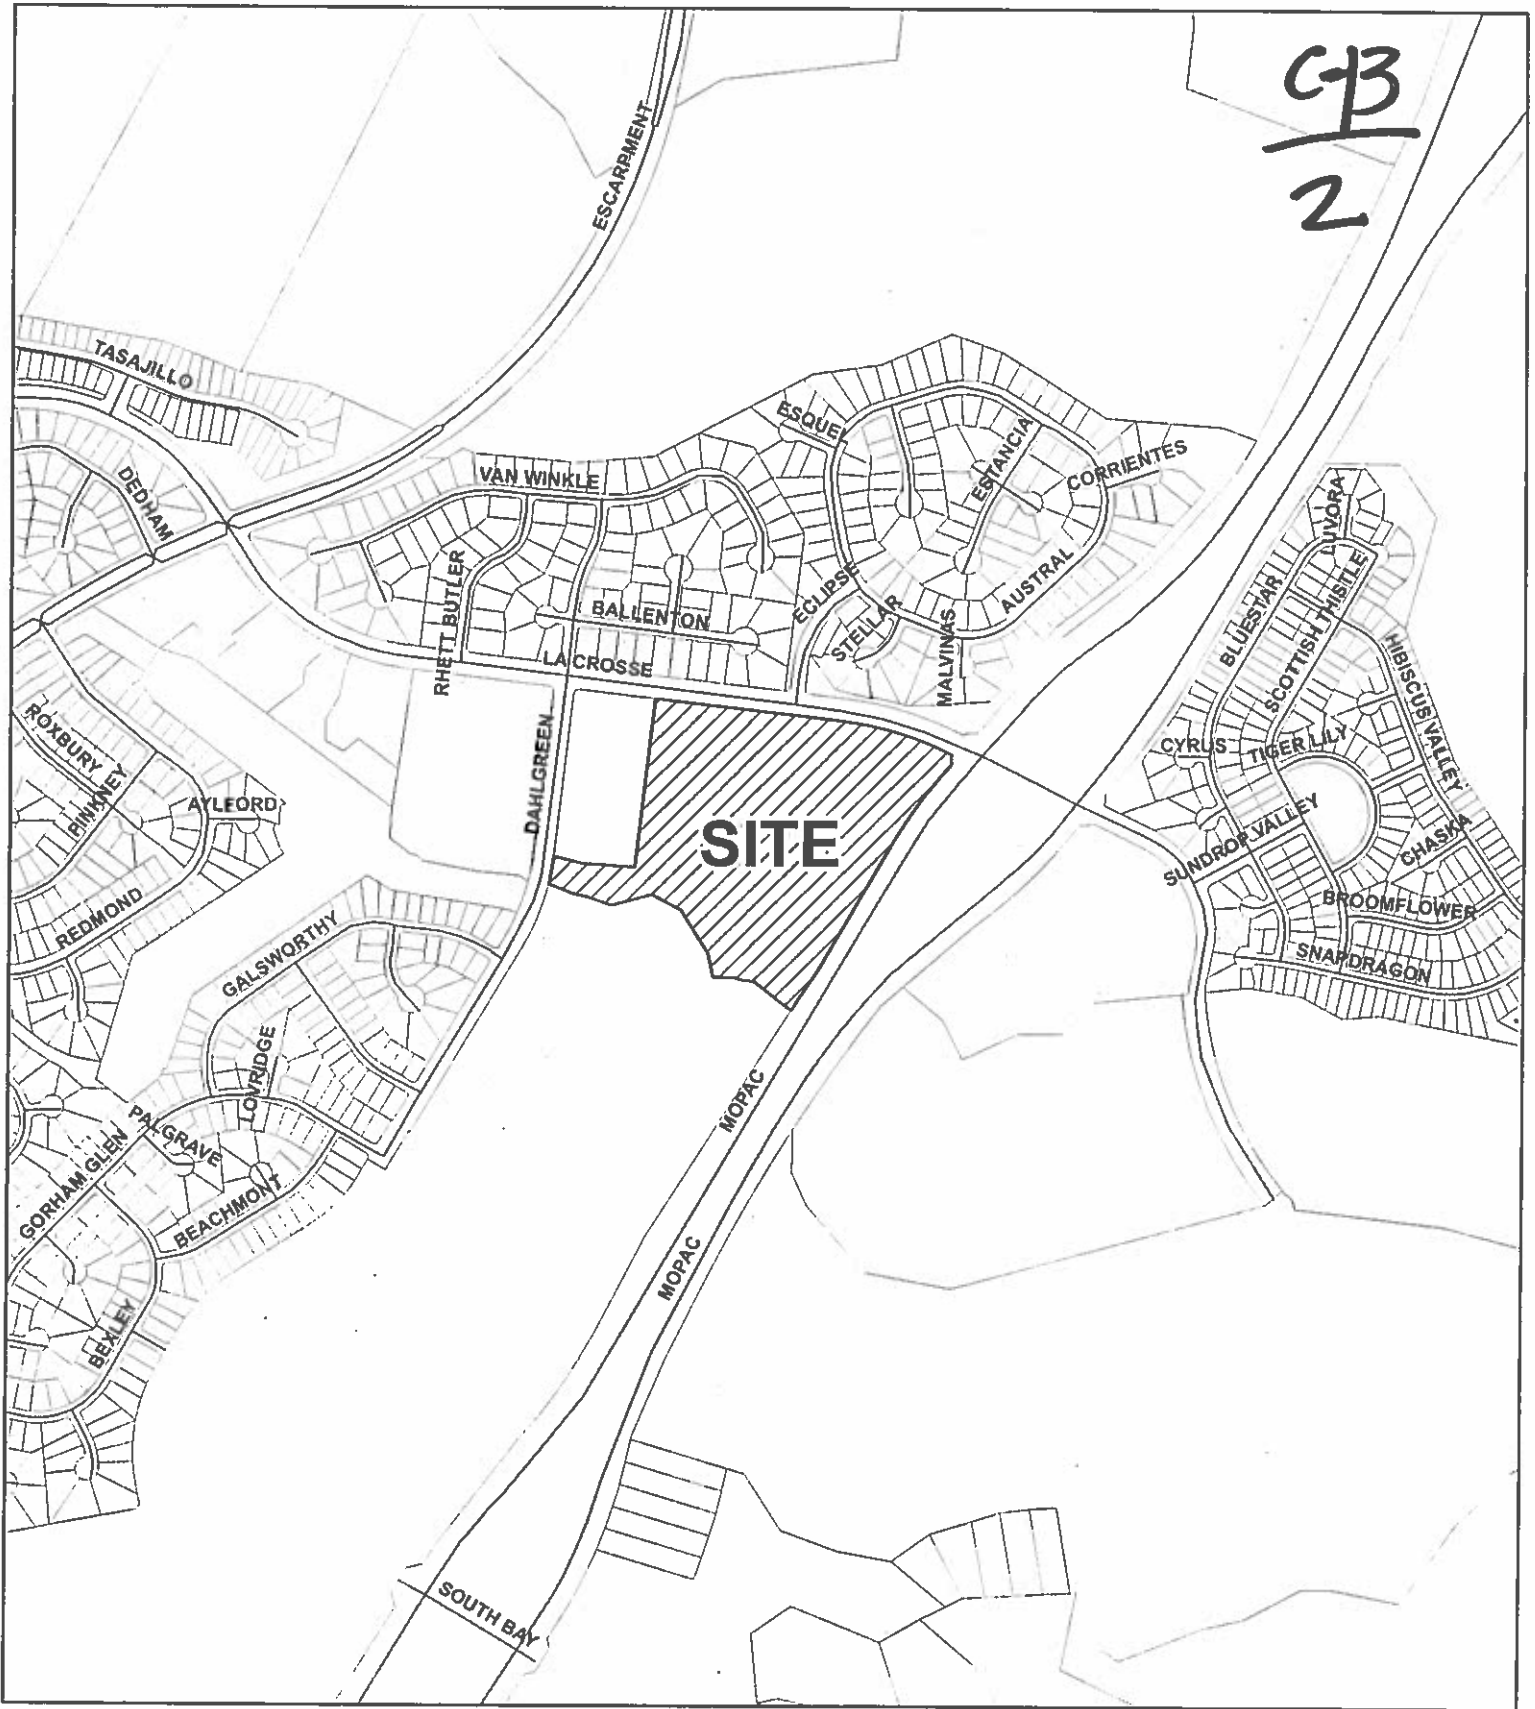 C-13
2
ESCARPMENT
TASAJILLO
DEDHAM
VAN WINKLE
ESQUEL
ESTANCIA
CORRIENTES
LUVORA
RHETT BUTLER
BALLENTON
ECLIPSE
STELLAR
AUSTRAL
MALVINAS
BLUESTAR
SCOTTISH THISTLE
HIBISCUS VALLEY
LA CROSSE
ROXBURY
PINKNEY
AYLFORD
DAHLGREEN
SITE
CYRUS
TIGER LILY
SUNDROP VALLEY
CHASKA
REDMOND
GALSWORTHY
BROOMFLOWER
SNAPDRAGON
LOVRIDGE
PALGRAVE
GORHAM GLEN
BEACHMONT
BEXLEY
MOPAC
MOPAC
SOUTH BAY